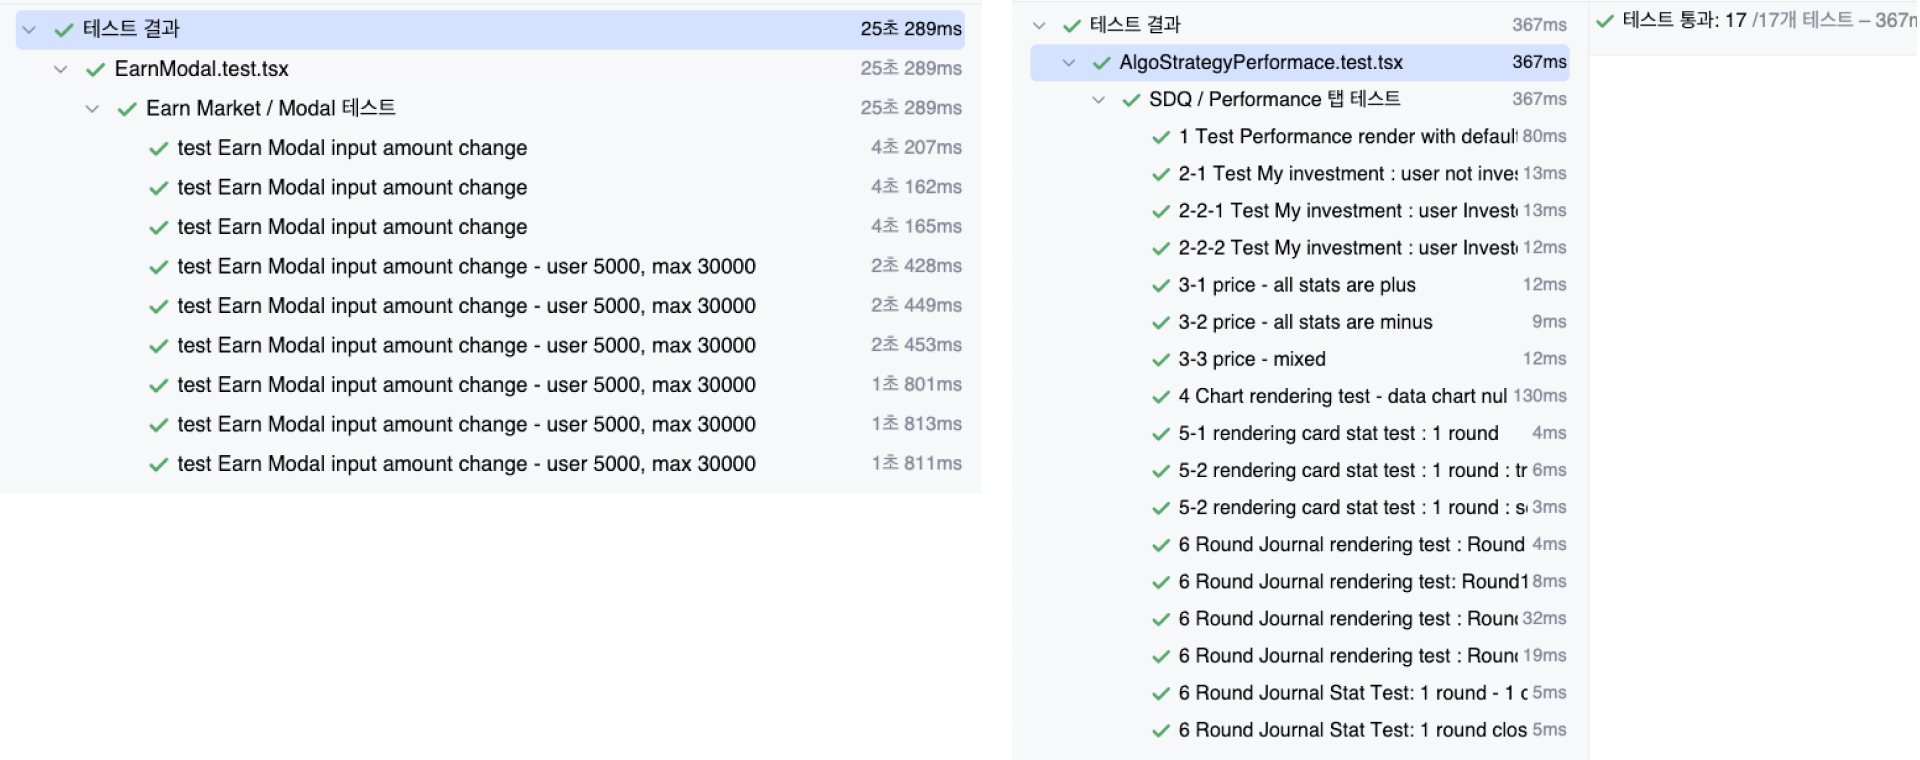 테스트 결과 25초 289ms
EarnModal.test.tsx 25초 289ms
Earn Market / Modal 테스트 25초 289ms
test Earn Modal input amount change 4초 207ms
test Earn Modal input amount change 4초 162ms
test Earn Modal input amount change 4초 165ms
test Earn Modal input amount change - user 5000, max 30000 2초 428ms
test Earn Modal input amount change - user 5000, max 30000 2초 449ms
test Earn Modal input amount change - user 5000, max 30000 2초 453ms
test Earn Modal input amount change - user 5000, max 30000 1초 801ms
test Earn Modal input amount change - user 5000, max 30000 1초 813ms
test Earn Modal input amount change - user 5000, max 30000 1초 811ms
테스트 결과 367ms
AlgoStrategyPerformace.test.tsx 367ms
SDQ / Performance 탭 테스트 367ms
1 Test Performance render with default 80ms
2-1 Test My investment : user not inves 13ms
2-2-1 Test My investment : user Investe 13ms
2-2-2 Test My investment : user Investe 12ms
3-1 price - all stats are plus 12ms
3-2 price - all stats are minus 9ms
3-3 price - mixed 12ms
4 Chart rendering test - data chart nul 130ms
5-1 rendering card stat test : 1 round 4ms
5-2 rendering card stat test : 1 round : tr 6ms
5-2 rendering card stat test : 1 round : se 3ms
6 Round Journal rendering test : Round 4ms
6 Round Journal rendering test: Round1 8ms
6 Round Journal rendering test : Round 32ms
6 Round Journal rendering test : Round 19ms
6 Round Journal Stat Test: 1 round - 1 c 5ms
6 Round Journal Stat Test: 1 round clos 5ms
테스트 통과: 17 /17개 테스트 – 367m